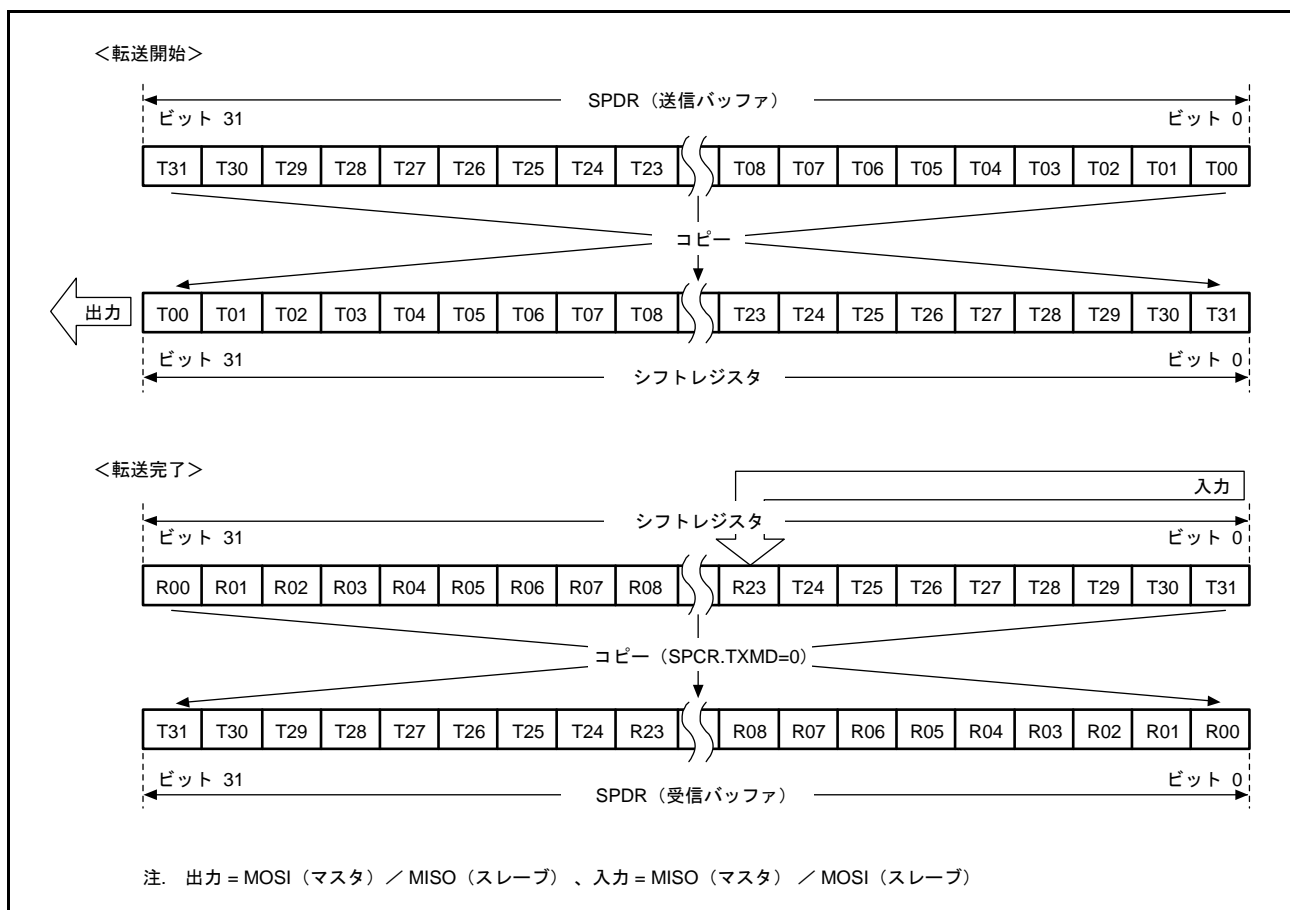 ＜転送開始＞
SPDR（送信バッファ）
ビット 31 ビット 0
T31 T30 T29 T28 T27 T26 T25 T24 T23 T08 T07 T06 T05 T04 T03 T02 T01 T00
コピー
出力 T00 T01 T02 T03 T04 T05 T06 T07 T08 T23 T24 T25 T26 T27 T28 T29 T30 T31
ビット 31 ビット 0
シフトレジスタ
＜転送完了＞
入力
シフトレジスタ
ビット 31 ビット 0
R00 R01 R02 R03 R04 R05 R06 R07 R08 R23 T24 T25 T26 T27 T28 T29 T30 T31
コピー（SPCR.TXMD=0）
T31 T30 T29 T28 T27 T26 T25 T24 R23 R08 R07 R06 R05 R04 R03 R02 R01 R00
ビット 31 ビット 0
SPDR（受信バッファ）
注. 出力 = MOSI（マスタ）／ MISO（スレーブ）、入力 = MISO（マスタ）／ MOSI（スレーブ）